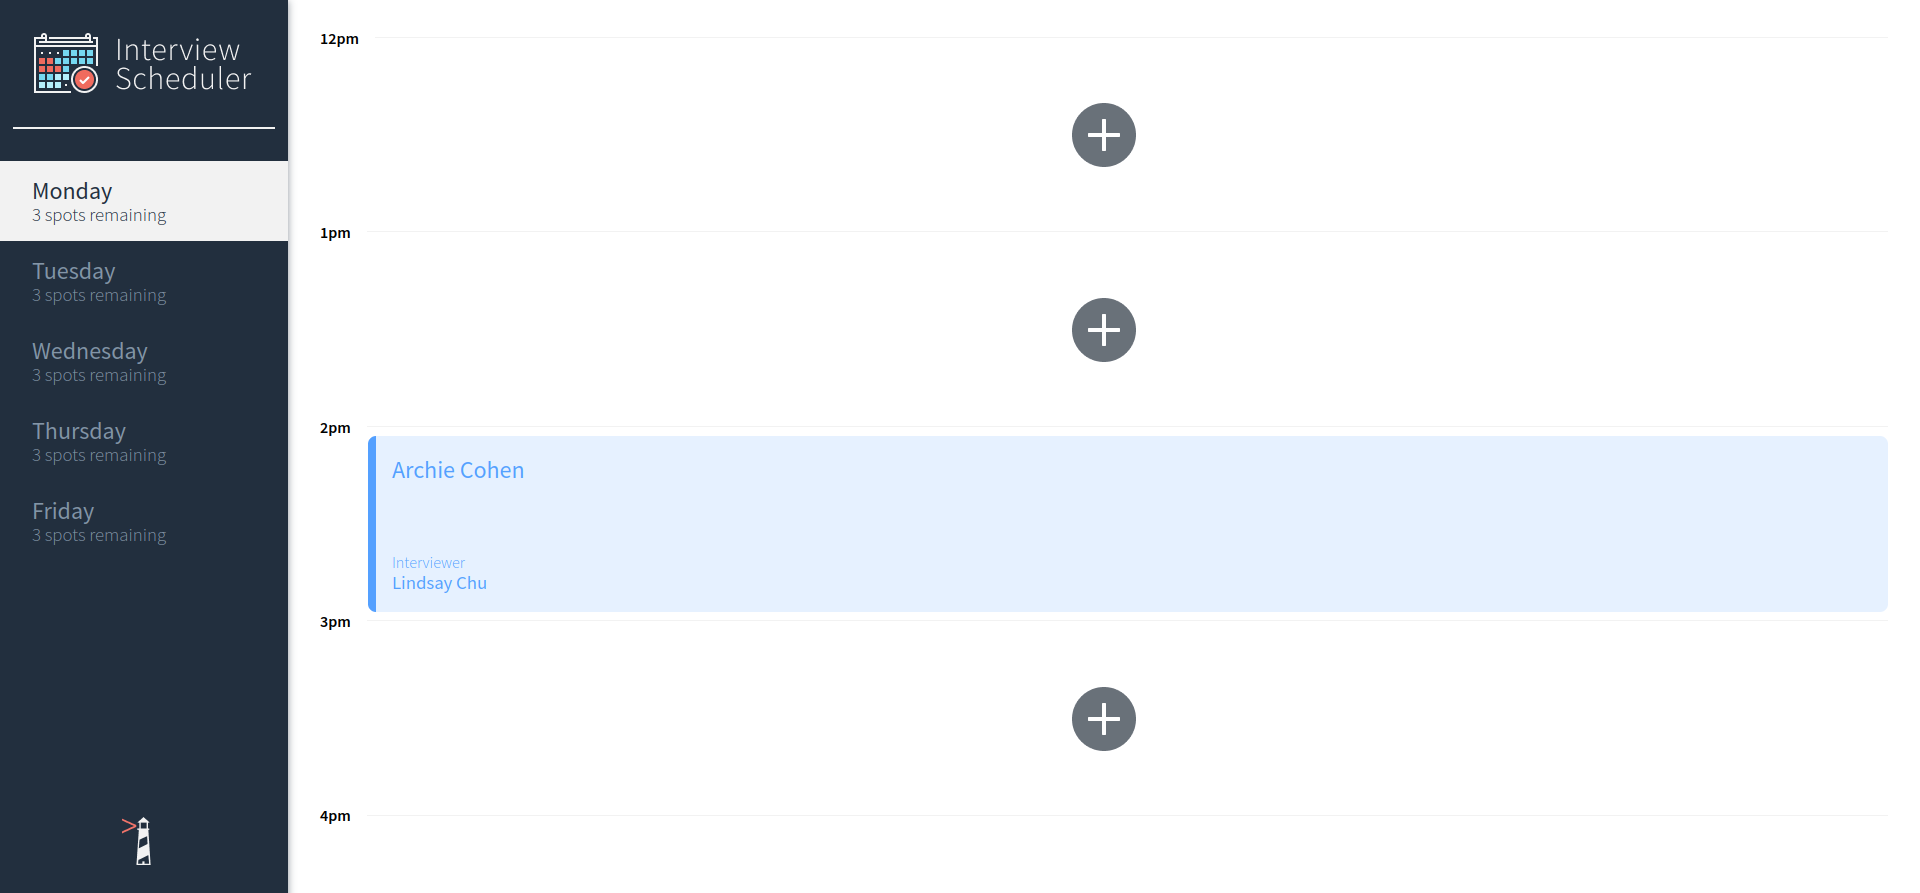 Interview
Scheduler
Monday
3 spots remaining
Tuesday
3 spots remaining
Wednesday
3 spots remaining
Thursday
3 spots remaining
Friday
3 spots remaining
12pm
1pm
2pm
Archie Cohen
Interviewer
Lindsay Chu
3pm
4pm